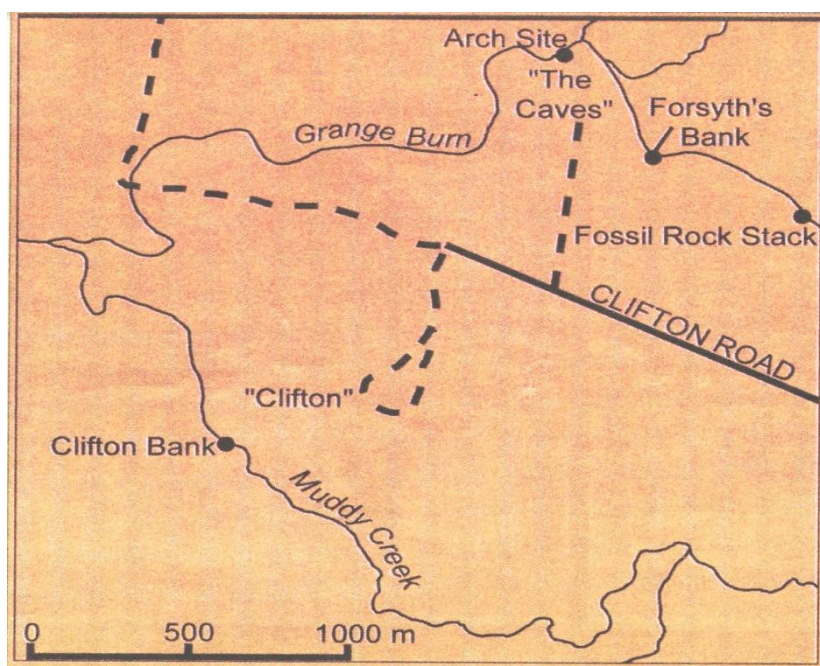 Arch Site
"The
Caves"
Forsyth's
Bank
Grange Burn
Fossil Rock Stack
CLIFTON ROAD
"Clifton"
Clifton Bank
Muddy Creek
0 500 1000 m